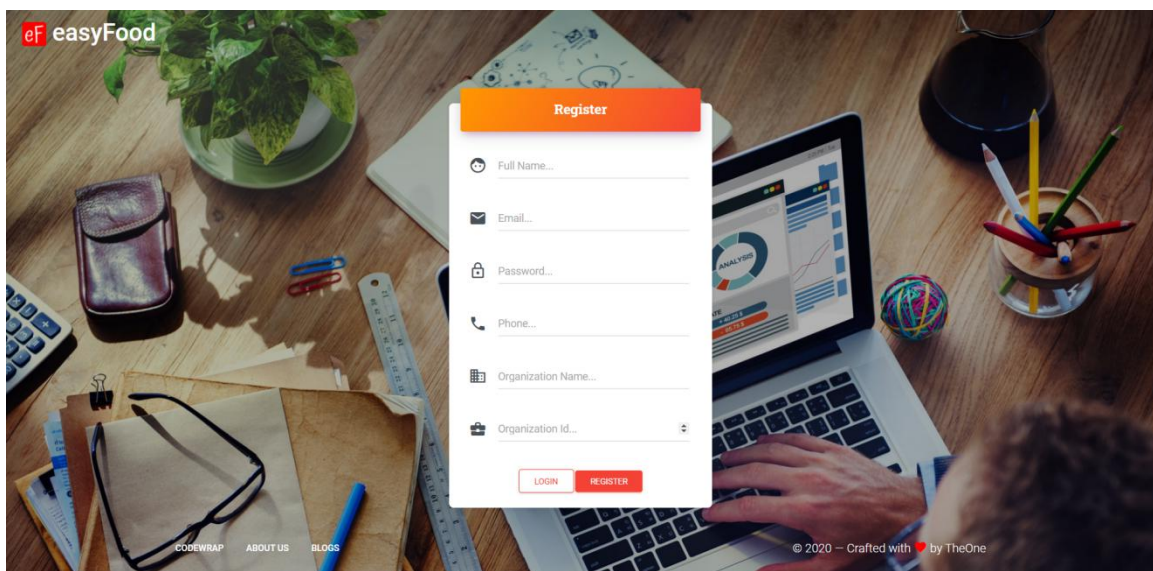 eF easyFood
Register
Full Name...
Email...
Password...
Phone...
Organization Name...
Organization Id...
LOGIN REGISTER
ANALYSIS
CODEWRAP ABOUT US BLOGS
© 2020 — Crafted with ❤ by TheOne